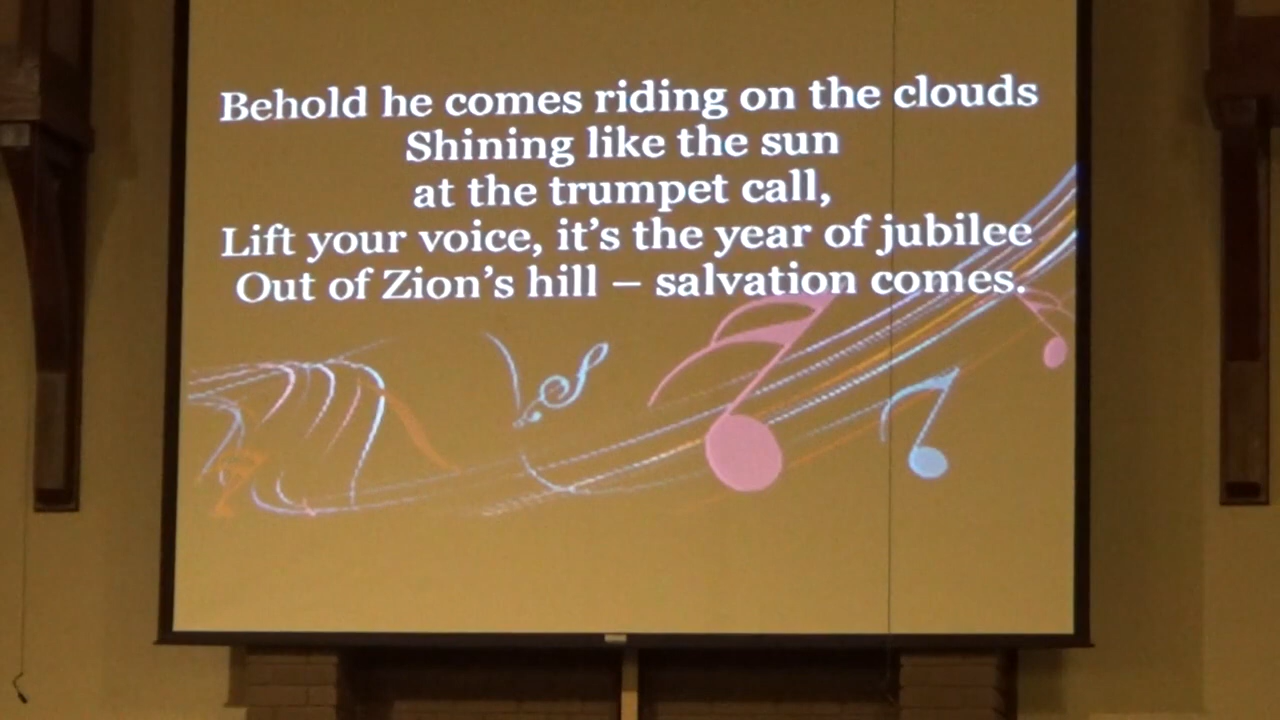 Behold he comes riding on the clouds
Shining like the sun
at the trumpet call,
Lift your voice, it’s the year of jubilee
Out of Zion’s hill – salvation comes.